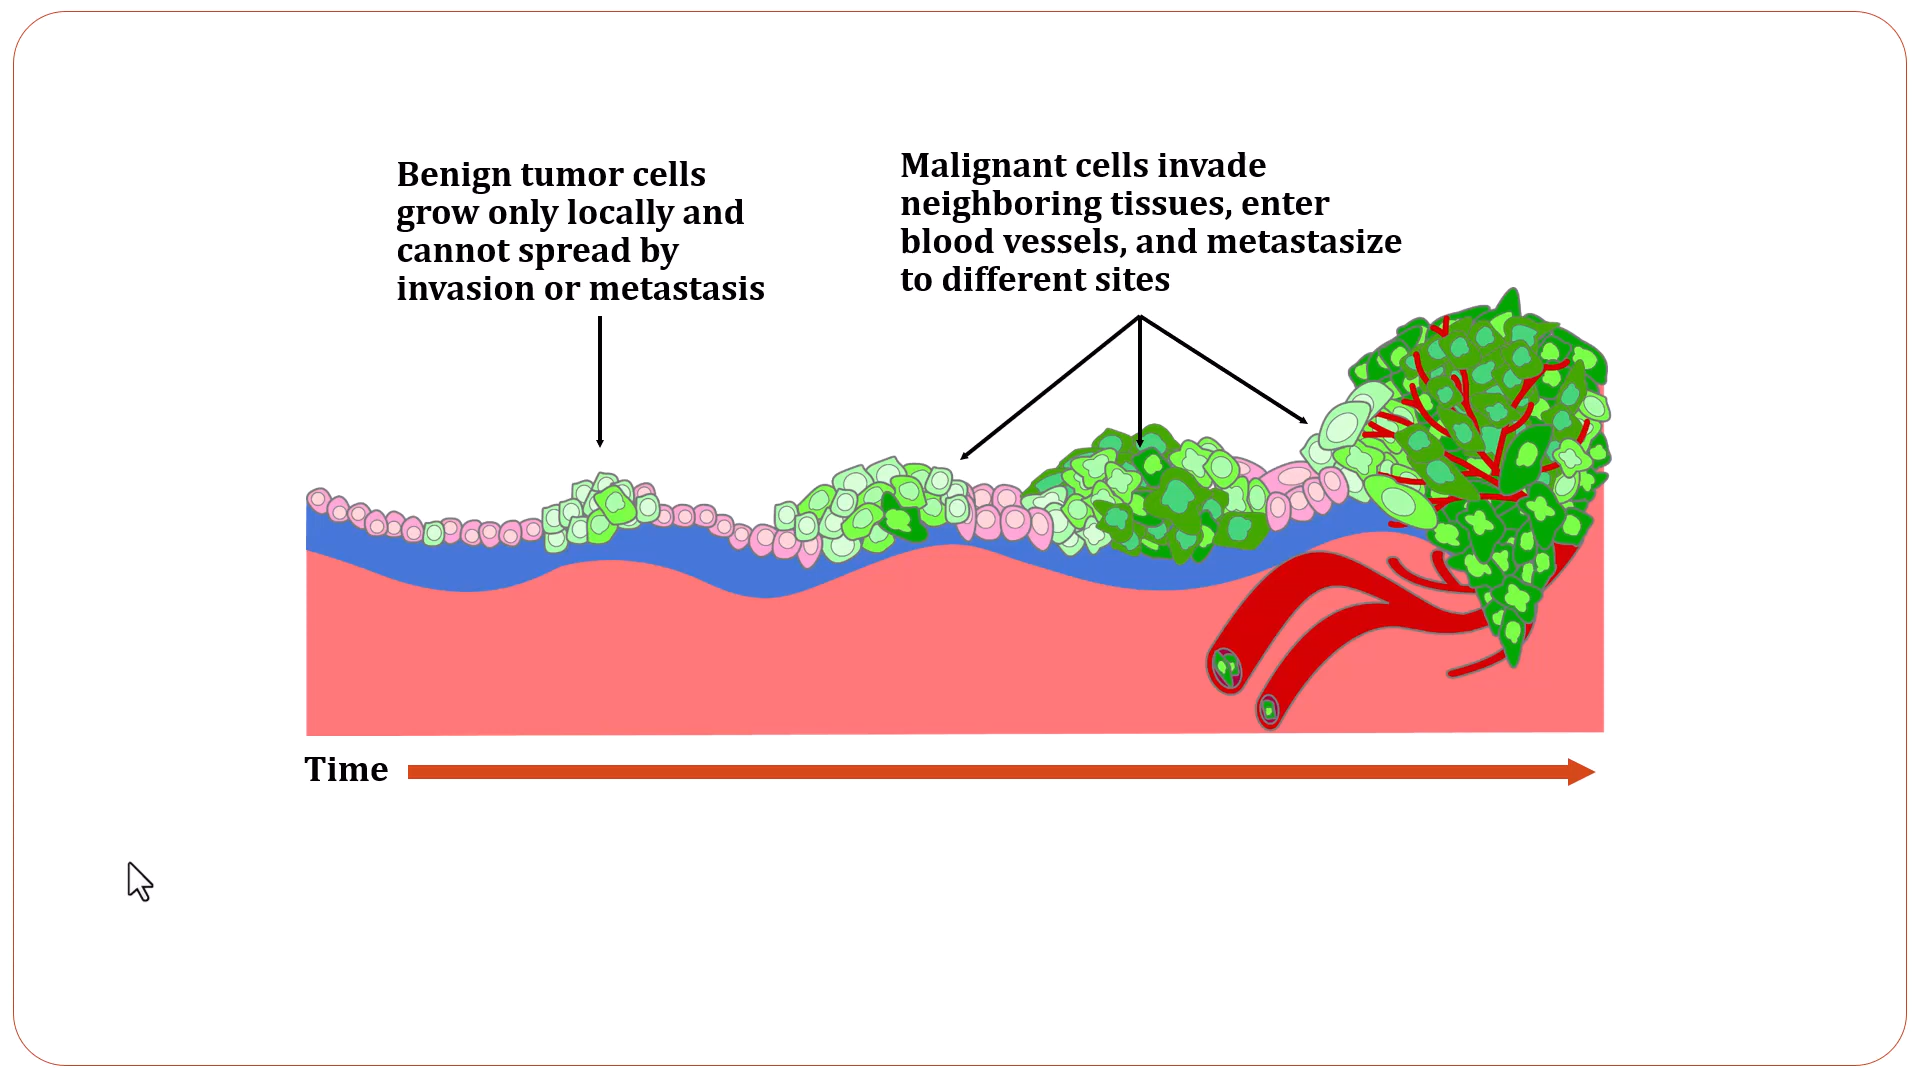 Benign tumor cells
grow only locally and
cannot spread by
invasion or metastasis
Malignant cells invade
neighboring tissues, enter
blood vessels, and metastasize
to different sites
Time